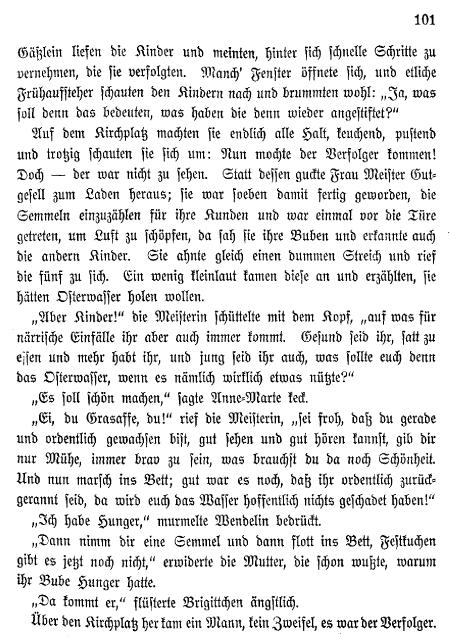 101
Gäßlein liefen die Kinder und meinten, hinter sich schnelle Schritte zu
vernehmen, die sie verfolgten. Manch' Fenster öffnete sich, und etliche
Frühaufsteher schauten den Kindern nach und brummten wohl: „Ja, was
soll denn das bedeuten, was haben die denn wieder angestiftet?“
Auf dem Kirchplatz machten sie endlich alle Halt, keuchend, pustend
und trotzig schauten sie sich um: Nun mochte der Verfolger kommen!
Doch — der war nicht zu sehen. Statt dessen guckte Frau Meister Gut-
gesell zum Laden heraus; sie war soeben damit fertig geworden, die
Semmeln einzuzählen für ihre Kunden und war einmal vor die Türe
getreten, um Luft zu schöpfen, da sah sie ihre Buben und erkannte auch
die andern Kinder. Sie ahnte gleich einen dummen Streich und rief
die fünf zu sich. Ein wenig kleinlaut kamen diese an und erzählten, sie
hätten Osterwasser holen wollen.
„Aber Kinder!“ die Meisterin schüttelte mit dem Kopf, „auf was für
närrische Einfälle ihr aber auch immer kommt. Gesund seid ihr, satt zu
essen und mehr habt ihr, und jung seid ihr auch, was sollte euch denn
das Osterwasser, wenn es nämlich wirklich etwas nützte?“
„Es soll schön machen,“ sagte Anne-Marte keck.
„Ei, du Grasaffe, du!“ rief die Meisterin, „sei froh, daß du gerade
und ordentlich gewachsen bist, gut sehen und gut hören kannst, gib dir
nur Mühe, immer brav zu sein, was brauchst du da noch Schönheit.
Und nun marsch ins Bett; gut war es noch, daß ihr ordentlich zurück-
gerannt seid, da wird euch das Wasser hoffentlich nichts geschadet haben!“
„Ich habe Hunger,“ murmelte Wendelin bedrückt.
„Dann nimm dir eine Semmel und dann flott ins Bett, Festkuchen
gibt es jetzt noch nicht,“ erwiderte die Mutter, die schon wußte, warum
ihr Bube Hunger hatte.
„Da kommt er,“ flüsterte Brigittchen ängstlich.
Über den Kirchplatz her kam ein Mann, kein Zweifel, es war der Verfolger.